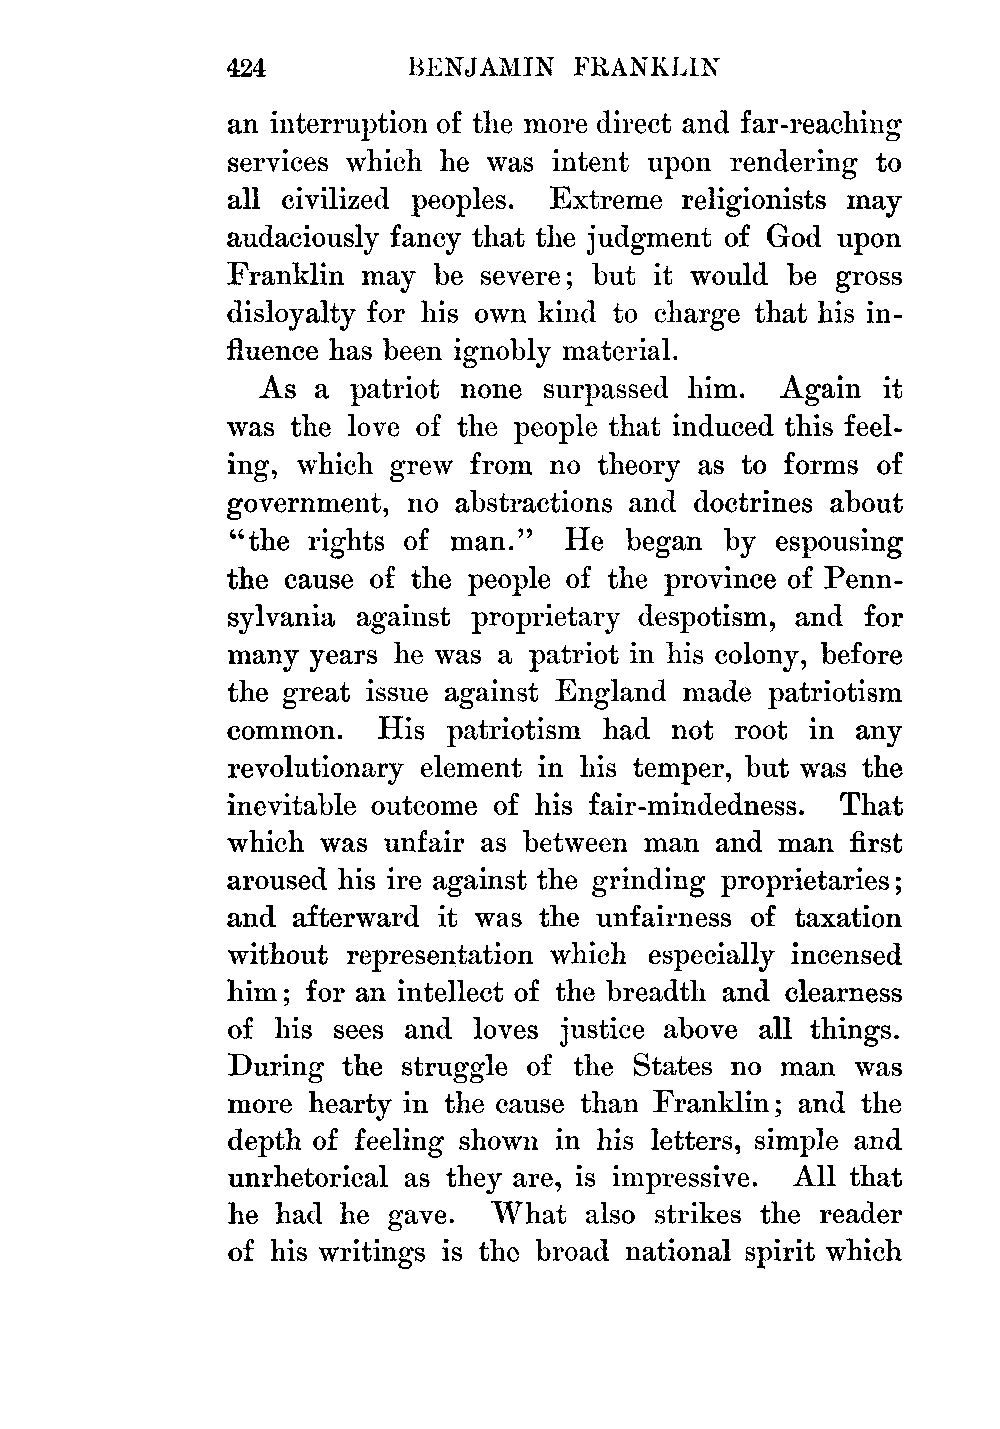 424 BENJAMIN FRANKLIN
an interruption of the more direct and far-reaching
services which he was intent upon rendering to
all civilized peoples. Extreme religionists may
audaciously fancy that the judgment of God upon
Franklin may be severe; but it would be gross
disloyalty for his own kind to charge that his in-
fluence has been ignobly material.
As a patriot none surpassed him. Again it
was the love of the people that induced this feel-
ing, which grew from no theory as to forms of
government, no abstractions and doctrines about
“the rights of man.” He began by espousing
the cause of the people of the province of Penn-
sylvania against proprietary despotism, and for
many years he was a patriot in his colony, before
the great issue against England made patriotism
common. His patriotism had not root in any
revolutionary element in his temper, but was the
inevitable outcome of his fair-mindedness. That
which was unfair as between man and man first
aroused his ire against the grinding proprietaries;
and afterward it was the unfairness of taxation
without representation which especially incensed
him; for an intellect of the breadth and clearness
of his sees and loves justice above all things.
During the struggle of the States no man was
more hearty in the cause than Franklin; and the
depth of feeling shown in his letters, simple and
unrhetorical as they are, is impressive. All that
he had he gave. What also strikes the reader
of his writings is the broad national spirit which